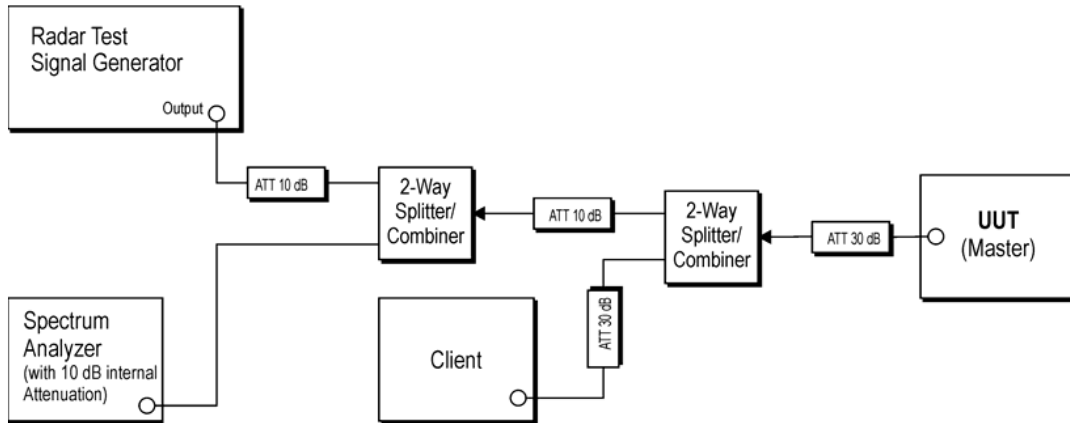 Radar Test
Signal Generator
Output
ATT 10 dB
2-Way
Splitter/
Combiner
ATT 10 dB
2-Way
Splitter/
Combiner
ATT 30 dB
UUT
(Master)
Spectrum
Analyzer
(with 10 dB internal
Attenuation)
Client
ATT 30 dB